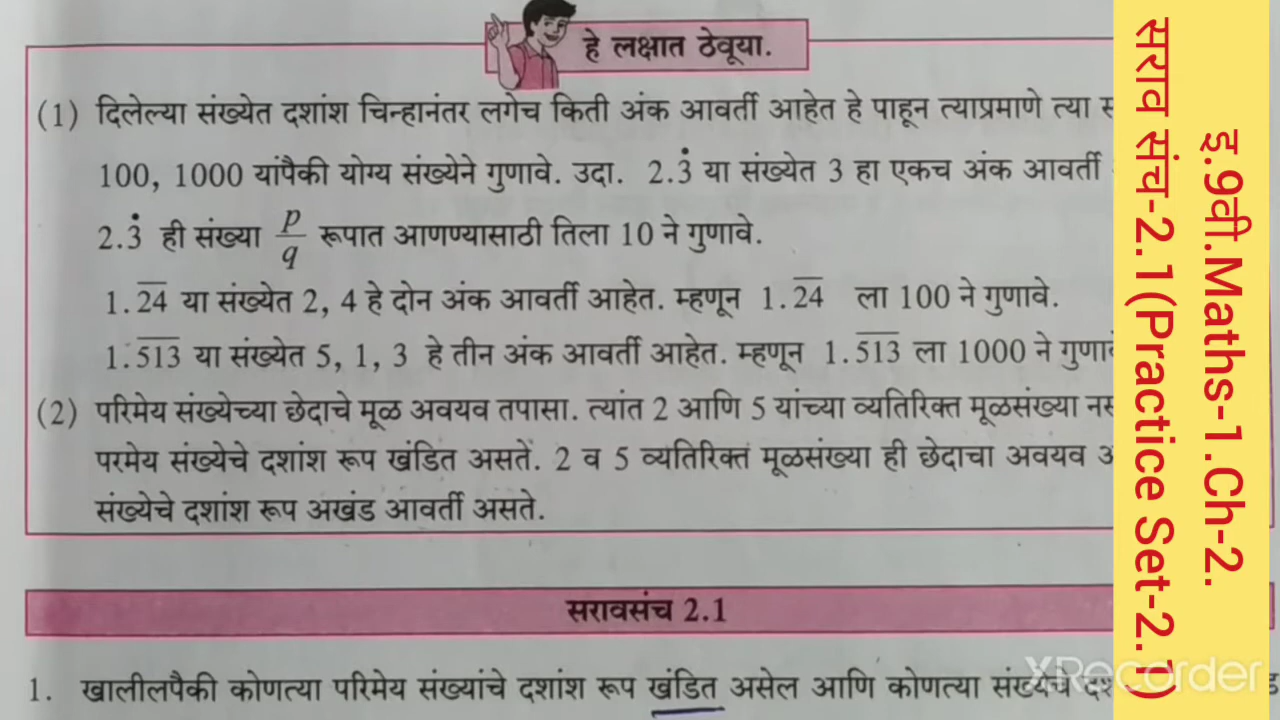 हे लक्षात ठेवूया.
(1) दिलेल्या संख्येत दशांश चिन्हानंतर लगेच किती अंक आवर्ती आहेत हे पाहून त्याप्रमाणे त्या
100, 1000 यांपैकी योग्य संख्येने गुणावे. उदा. 2.3̇ या संख्येत 3 हा एकच अंक आवर्ती
2.3̇ ही संख्या p/q रूपात आणण्यासाठी तिला 10 ने गुणावे.
1.2̅4̅ या संख्येत 2, 4 हे दोन अंक आवर्ती आहेत. म्हणून 1.2̅4̅ ला 100 ने गुणावे.
1.5̅1̅3̅ या संख्येत 5, 1, 3 हे तीन अंक आवर्ती आहेत. म्हणून 1.5̅1̅3̅ ला 1000 ने
(2) परिमेय संख्येच्या छेदाचे मूळ अवयव तपासा. त्यांत 2 आणि 5 यांच्या व्यतिरिक्त मूळसंख्या
परमेय संख्येचे दशांश रूप खंडित असते. 2 व 5 व्यतिरिक्त मूळसंख्या ही छेदाचा अवयव
संख्येचे दशांश रूप अखंड आवर्ती असते.
सरावसंच 2.1
1. खालीलपैकी कोणत्या परिमेय संख्यांचे दशांश रूप खंडित असेल आणि कोणत्या
इ.9वी.Maths-1.Ch-2.
सराव संच-2.1(Practice Set-2.1)
XRecorder